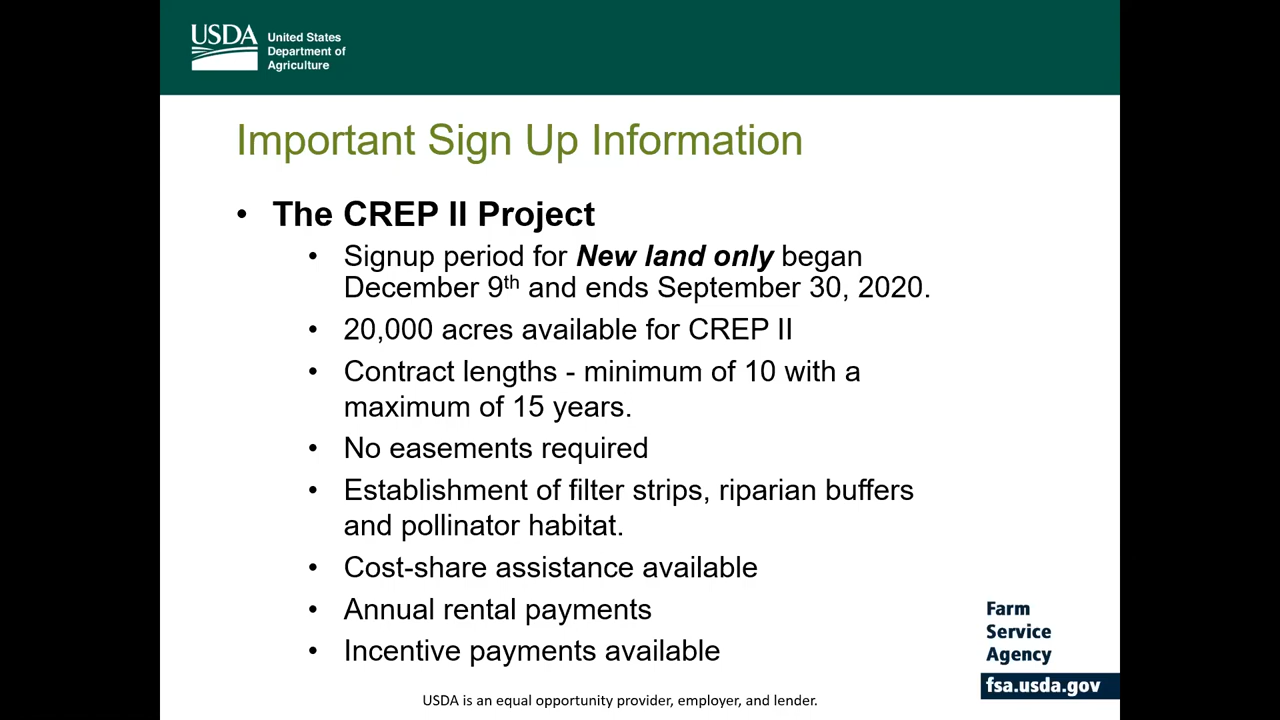 USDA United States
Department of
Agriculture
Important Sign Up Information
• The CREP II Project
• Signup period for New land only began
December 9th and ends September 30, 2020.
• 20,000 acres available for CREP II
• Contract lengths - minimum of 10 with a
maximum of 15 years.
• No easements required
• Establishment of filter strips, riparian buffers
and pollinator habitat.
• Cost-share assistance available
• Annual rental payments
• Incentive payments available
Farm
Service
Agency
fsa.usda.gov
USDA is an equal opportunity provider, employer, and lender.